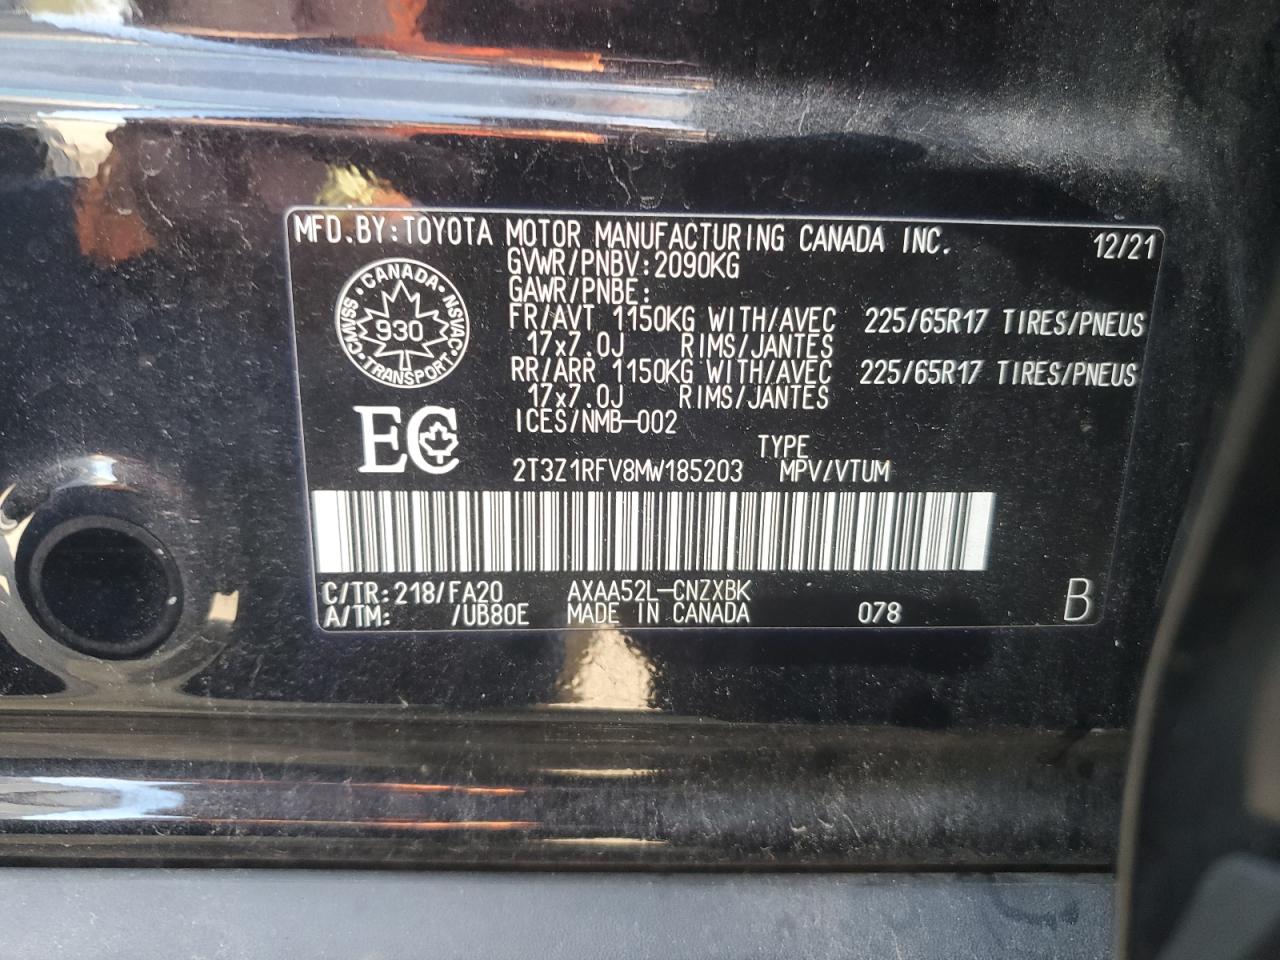 MFD.BY:TOYOTA MOTOR MANUFACTURING CANADA INC. 12/21
GVWR/PNBV:2090KG
GAWR/PNBE:
FR/AVT 1150KG WITH/AVEC 225/65R17 TIRES/PNEUS
17x7.0J RIMS/JANTES
RR/ARR 1150KG WITH/AVEC 225/65R17 TIRES/PNEUS
17x7.0J RIMS/JANTES
ICES/NMB-002
CANADA · NSVAC · TRANSPORT · CMVSS
930
EC
TYPE
2T3Z1RFV8MW185203 MPV/VTUM
C/TR:218/FA20 AXAA52L-CNZXBK
A/TM: /UB80E MADE IN CANADA 078 B